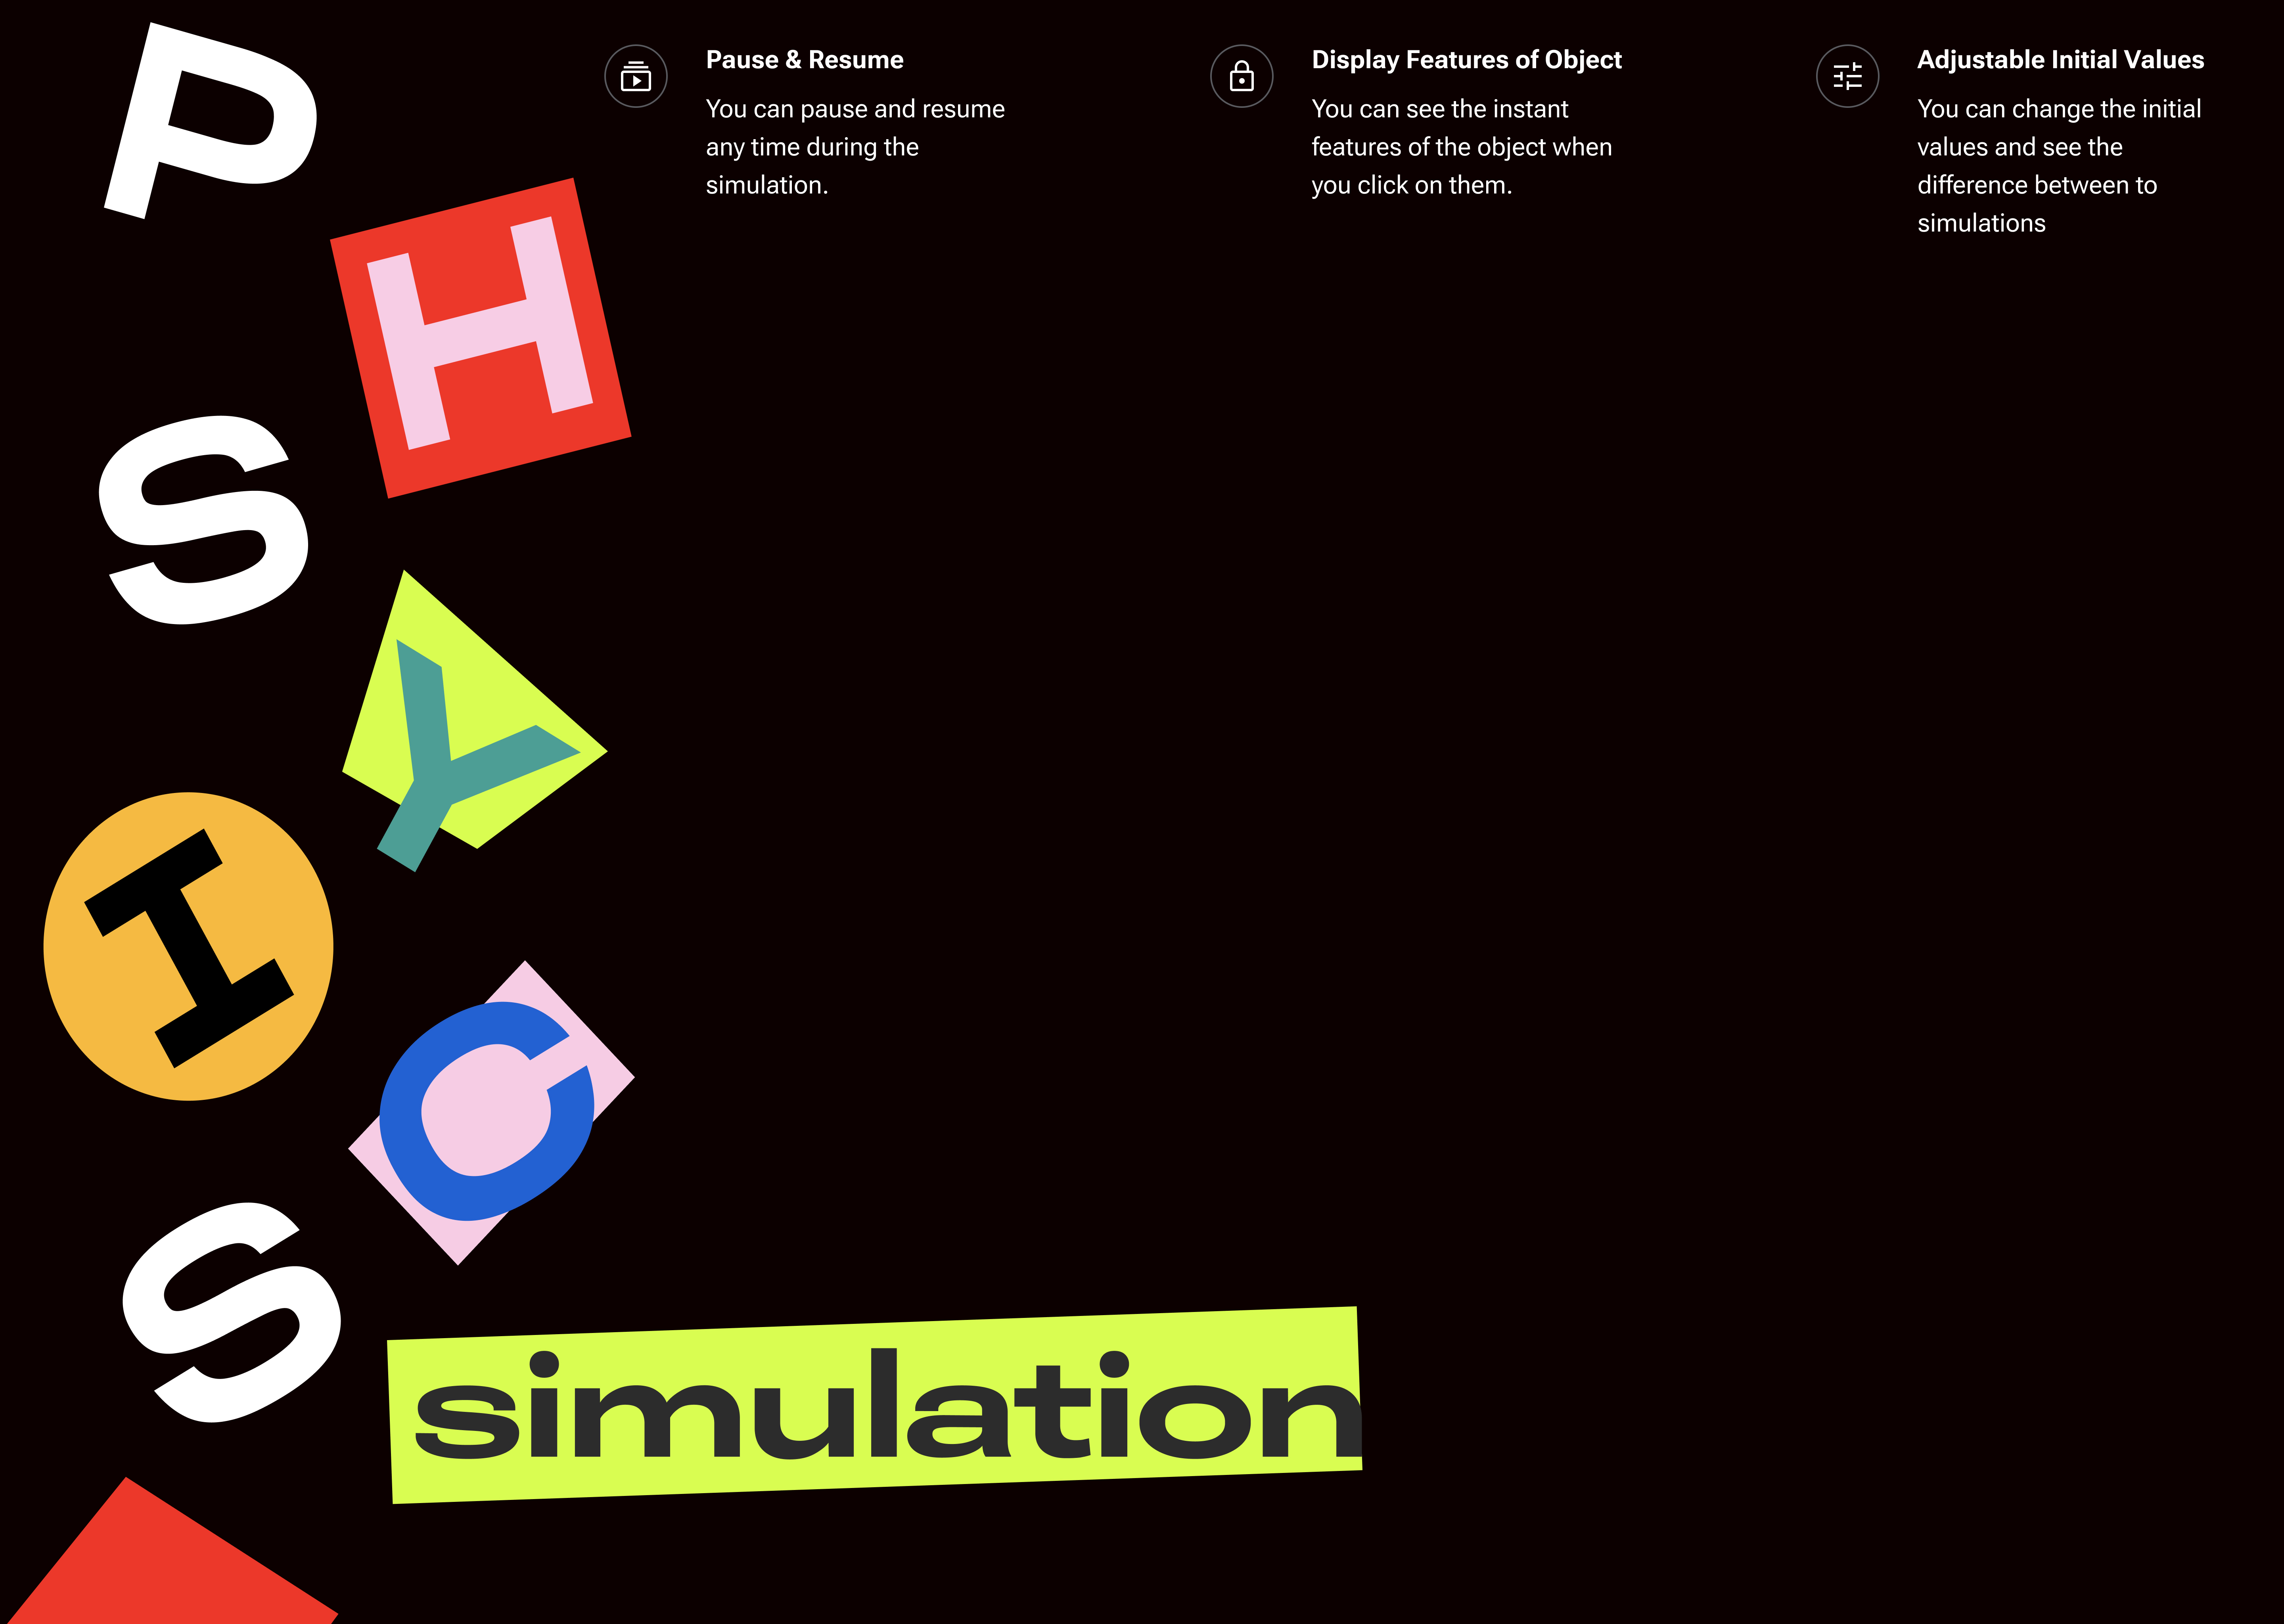 P
H
S
Y
I
C
S
simulation
Pause & Resume
You can pause and resume
any time during the
simulation.
Display Features of Object
You can see the instant
features of the object when
you click on them.
Adjustable Initial Values
You can change the initial
values and see the
difference between to
simulations